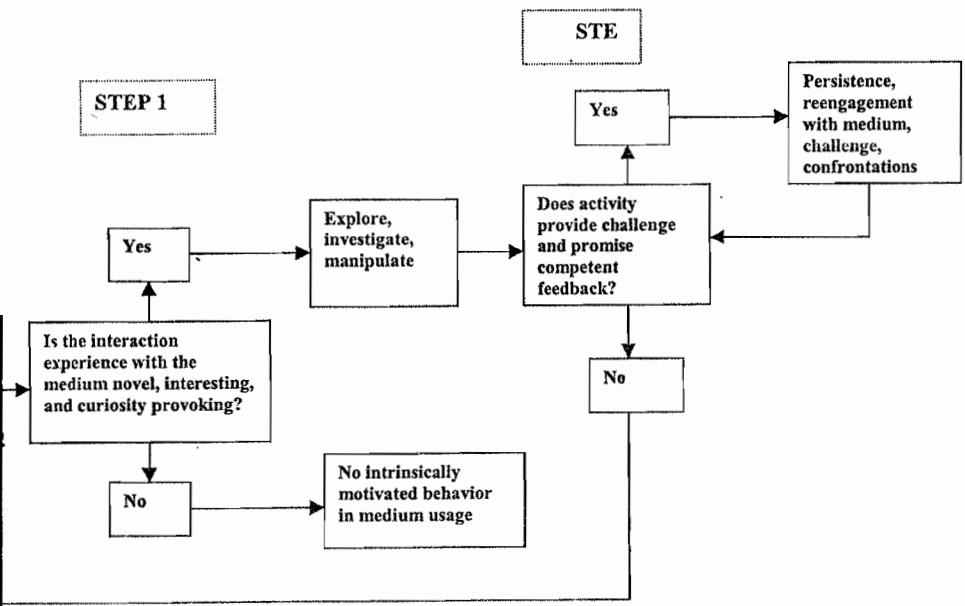 STE
STEP 1
Yes
Persistence,
reengagement
with medium,
challenge,
confrontations
Does activity
provide challenge
and promise
competent
feedback?
Explore,
investigate,
manipulate
Yes
Is the interaction
experience with the
medium novel, interesting,
and curiosity provoking?
No
No
No intrinsically
motivated behavior
in medium usage